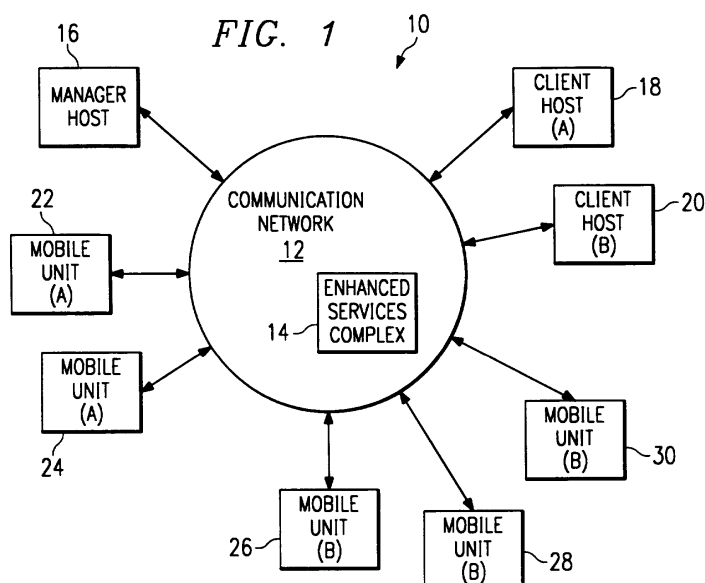 FIG. 1
10
16
MANAGER
HOST
CLIENT
HOST
(A)
18
COMMUNICATION
NETWORK
12
CLIENT
HOST
(B)
20
22
MOBILE
UNIT
(A)
14
ENHANCED
SERVICES
COMPLEX
MOBILE
UNIT
(A)
24
MOBILE
UNIT
(B)
30
MOBILE
UNIT
(B)
26
MOBILE
UNIT
(B)
28